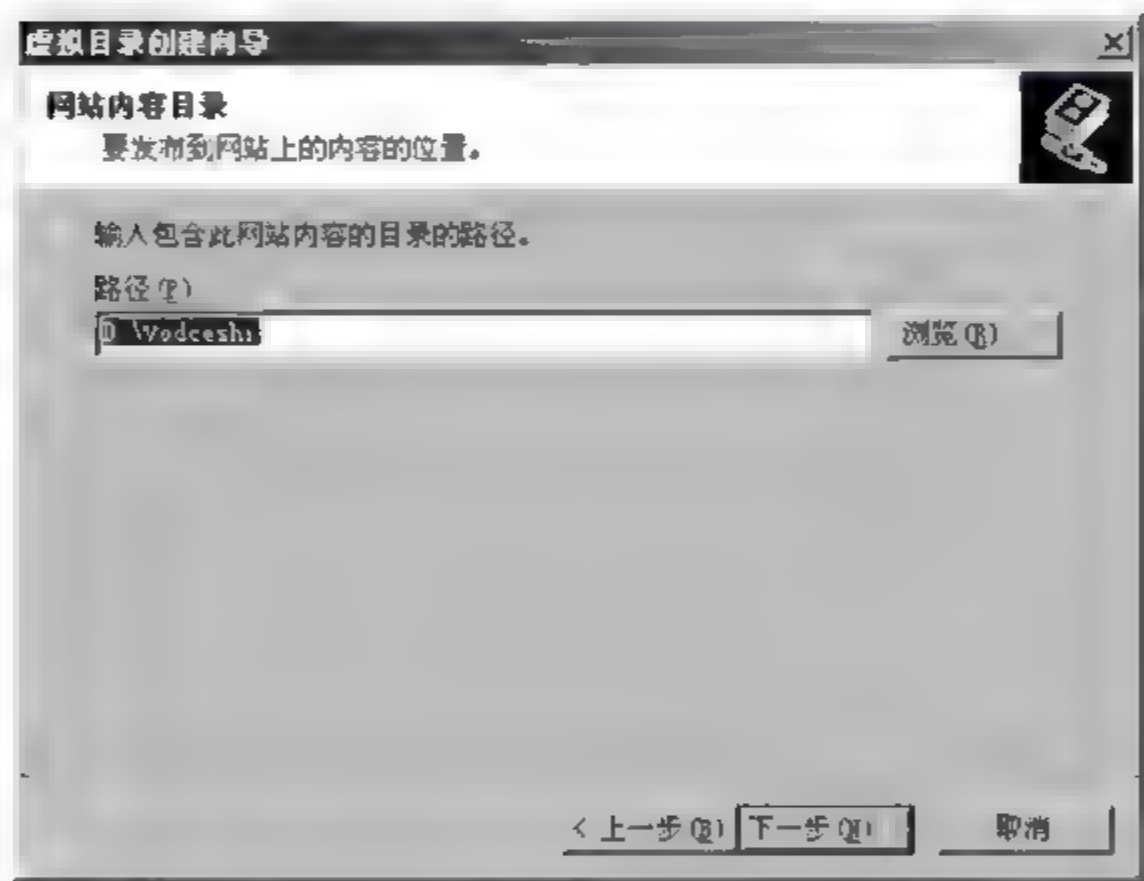 虚拟目录创建向导
网站内容目录
要发布到网站上的内容的位置。
输入包含此网站内容的目录的路径。
路径(P)
D \Vodceshi
浏览(R)
< 上一步(B) 下一步(N) 取消